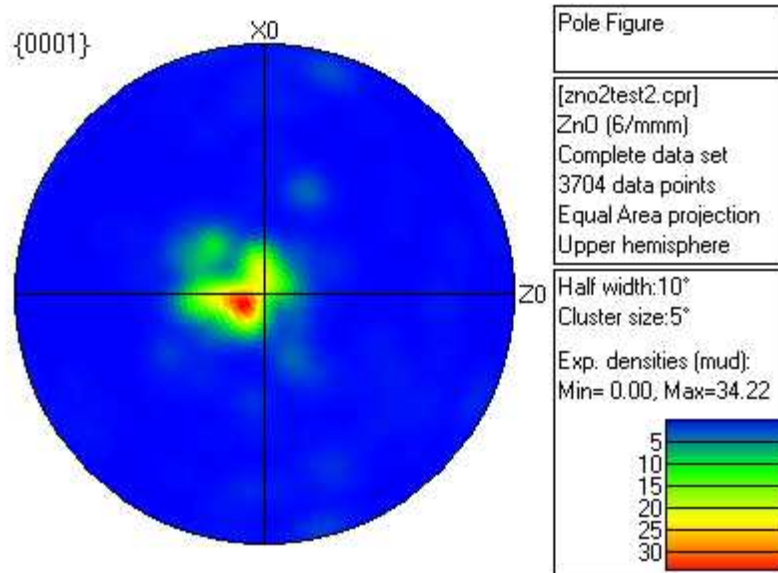 {0001}
X0
Z0
Pole Figure
[zno2test2.cpr]
ZnO (6/mmm)
Complete data set
3704 data points
Equal Area projection
Upper hemisphere
Half width:10°
Cluster size:5°
Exp. densities (mud):
Min= 0.00, Max=34.22
5
10
15
20
25
30